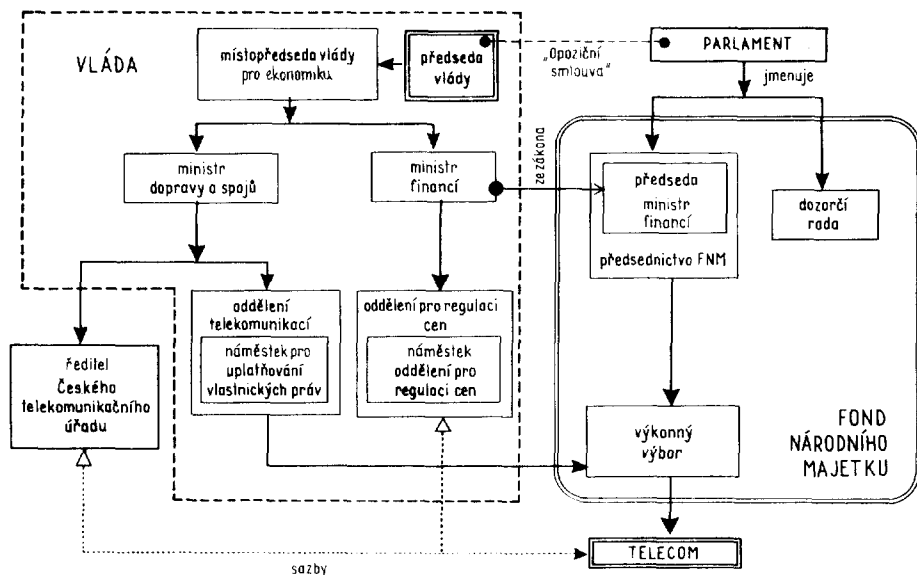 VLÁDA
místopředseda vlády
pro ekonomiku
předseda
vlády
„Opoziční
smlouva“
PARLAMENT
jmenuje
ministr
dopravy a spojů
ministr
financí
ze zákona
předseda
ministr
financí
předsednictvo FNM
dozorčí
rada
oddělení
telekomunikací
náměstek pro
uplatňování
vlastnických práv
oddělení pro regulaci
cen
náměstek
oddělení pro
regulaci cen
ředitel
Českého
telekomunikačního
úřadu
výkonný
výbor
FOND
NÁRODNÍHO
MAJETKU
TELECOM
sazby